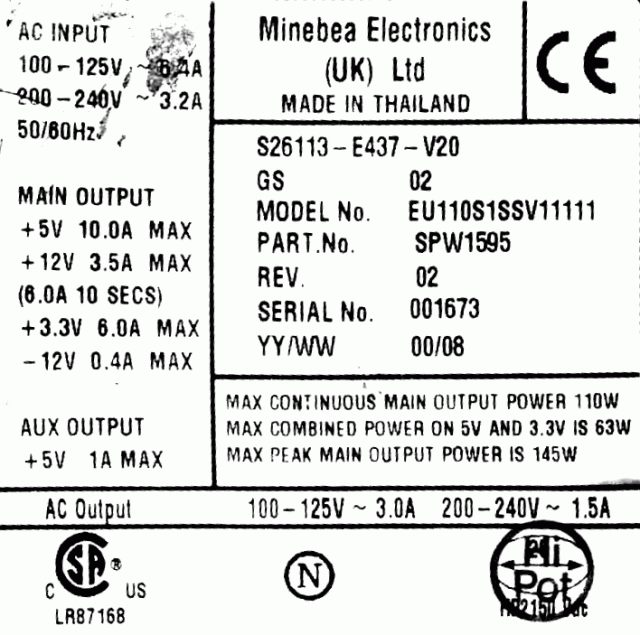 AC INPUT
100 - 125V ~ 6.4A
200 - 240V ~ 3.2A
50/60Hz
MAIN OUTPUT
+5V 10.0A MAX
+12V 3.5A MAX
(6.0A 10 SECS)
+3.3V 6.0A MAX
-12V 0.4A MAX
AUX OUTPUT
+5V 1A MAX
Minebea Electronics
(UK) Ltd
MADE IN THAILAND
CE
S26113 - E437 - V20
GS 02
MODEL No. EU110S1SSV11111
PART.No. SPW1595
REV. 02
SERIAL No. 001673
YY/WW 00/08
MAX CONTINUOUS MAIN OUTPUT POWER 110W
MAX COMBINED POWER ON 5V AND 3.3V IS 63W
MAX PEAK MAIN OUTPUT POWER IS 145W
AC Output 100 - 125V ~ 3.0A 200 - 240V ~ 1.5A
C SA ® US
LR87168
N
Hi
Pot